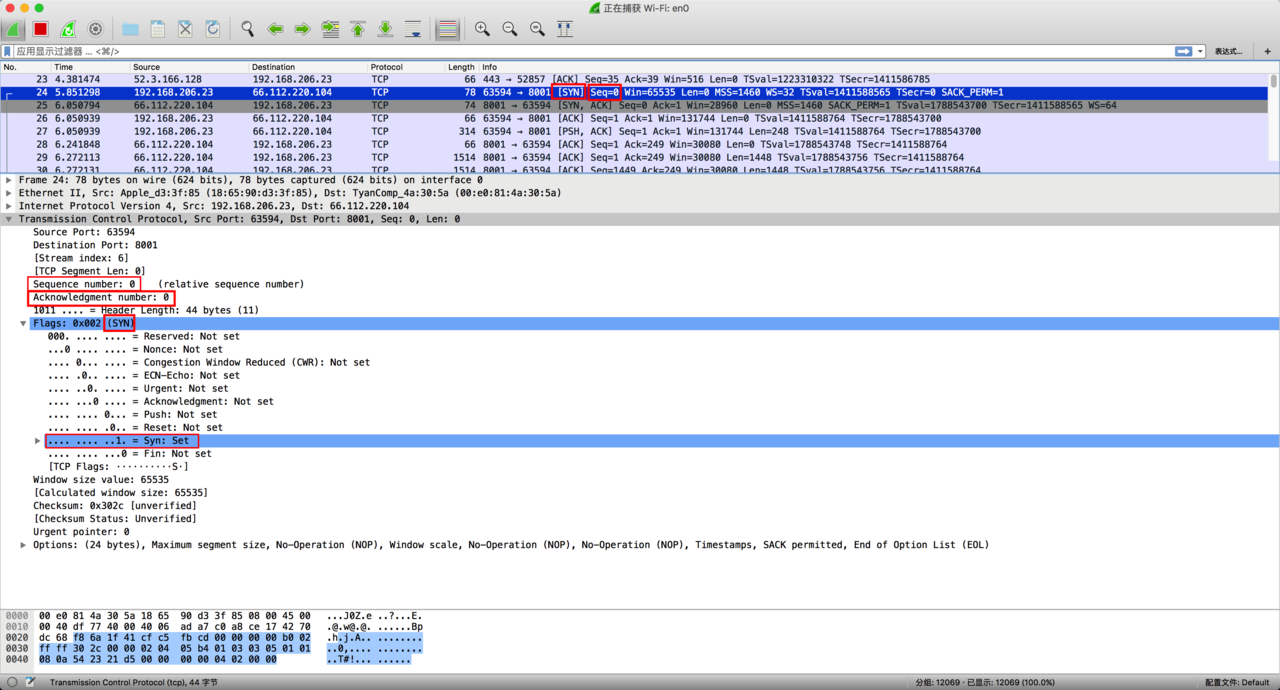 正在捕获 Wi-Fi: en0
应用显示过滤器 … <⌘/>
表达式…
+
No. Time Source Destination Protocol Length Info
23 4.381474 52.3.166.128 192.168.206.23 TCP 66 443 → 52857 [ACK] Seq=35 Ack=39 Win=516 Len=0 TSval=1223310322 TSecr=1411586785
24 5.851298 192.168.206.23 66.112.220.104 TCP 78 63594 → 8001 [SYN] Seq=0 Win=65535 Len=0 MSS=1460 WS=32 TSval=1411588565 TSecr=0 SACK_PERM=1
25 6.050794 66.112.220.104 192.168.206.23 TCP 74 8001 → 63594 [SYN, ACK] Seq=0 Ack=1 Win=28960 Len=0 MSS=1460 SACK_PERM=1 TSval=1788543700 TSecr=1411588565 WS=64
26 6.050939 192.168.206.23 66.112.220.104 TCP 66 63594 → 8001 [ACK] Seq=1 Ack=1 Win=131744 Len=0 TSval=1411588764 TSecr=1788543700
27 6.050939 192.168.206.23 66.112.220.104 TCP 314 63594 → 8001 [PSH, ACK] Seq=1 Ack=1 Win=131744 Len=248 TSval=1411588764 TSecr=1788543700
28 6.241848 66.112.220.104 192.168.206.23 TCP 66 8001 → 63594 [ACK] Seq=1 Ack=249 Win=30080 Len=0 TSval=1788543748 TSecr=1411588764
29 6.272113 66.112.220.104 192.168.206.23 TCP 1514 8001 → 63594 [ACK] Seq=1 Ack=249 Win=30080 Len=1448 TSval=1788543756 TSecr=1411588764
30 6.272131 66.112.220.104 192.168.206.23 TCP 1514 8001 → 63594 [ACK] Seq=1449 Ack=249 Win=30080 Len=1448 TSval=1788543756 TSecr=1411588764
Frame 24: 78 bytes on wire (624 bits), 78 bytes captured (624 bits) on interface 0
Ethernet II, Src: Apple_d3:3f:85 (18:65:90:d3:3f:85), Dst: TyanComp_4a:30:5a (00:e0:81:4a:30:5a)
Internet Protocol Version 4, Src: 192.168.206.23, Dst: 66.112.220.104
Transmission Control Protocol, Src Port: 63594, Dst Port: 8001, Seq: 0, Len: 0
Source Port: 63594
Destination Port: 8001
[Stream index: 6]
[TCP Segment Len: 0]
Sequence number: 0 (relative sequence number)
Acknowledgment number: 0
1011 .... = Header Length: 44 bytes (11)
Flags: 0x002 (SYN)
000. .... .... = Reserved: Not set
...0 .... .... = Nonce: Not set
.... 0... .... = Congestion Window Reduced (CWR): Not set
.... .0.. .... = ECN-Echo: Not set
.... ..0. .... = Urgent: Not set
.... ...0 .... = Acknowledgment: Not set
.... .... 0... = Push: Not set
.... .... .0.. = Reset: Not set
.... .... ..1. = Syn: Set
.... .... ...0 = Fin: Not set
[TCP Flags: ··········S·]
Window size value: 65535
[Calculated window size: 65535]
Checksum: 0x302c [unverified]
[Checksum Status: Unverified]
Urgent pointer: 0
Options: (24 bytes), Maximum segment size, No-Operation (NOP), Window scale, No-Operation (NOP), No-Operation (NOP), Timestamps, SACK permitted, End of Option List (EOL)
0000 00 e0 81 4a 30 5a 18 65 90 d3 3f 85 08 00 45 00 ...J0Z.e ..?...E.
0010 00 40 df 77 40 00 40 06 ad a7 c0 a8 ce 17 42 70 .@.w@.@. ......Bp
0020 dc 68 f8 6a 1f 41 cf c5 fb cd 00 00 00 00 b0 02 .h.j.A.. ........
0030 ff ff 30 2c 00 00 02 04 05 b4 01 03 03 05 01 01 ..0,.... ........
0040 08 0a 54 23 21 d5 00 00 00 00 04 02 00 00 ..T#!... ......
Transmission Control Protocol (tcp), 44 字节
分组: 12069 · 已显示: 12069 (100.0%)
配置文件: Default